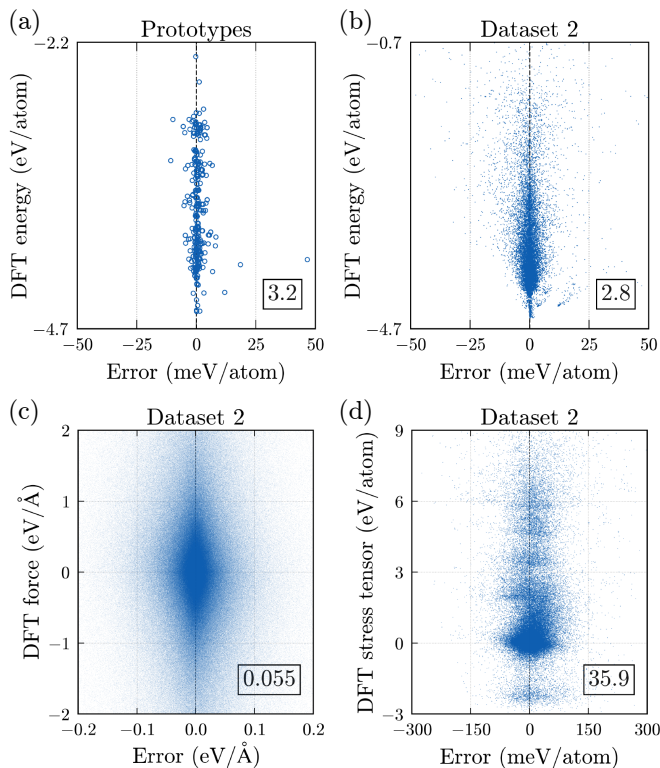 (a)
Prototypes
−2.2
DFT energy (eV/atom)
−4.7
3.2
−50 −25 0 25 50
Error (meV/atom)
(b)
Dataset 2
−0.7
DFT energy (eV/atom)
−4.7
2.8
−50 −25 0 25 50
Error (meV/atom)
(c)
Dataset 2
2
1
0
−1
−2
DFT force (eV/Å)
0.055
−0.2 −0.1 0.0 0.1 0.2
Error (eV/Å)
(d)
Dataset 2
9
6
3
0
−3
DFT stress tensor (eV/atom)
35.9
−300 −150 0 150 300
Error (meV/atom)